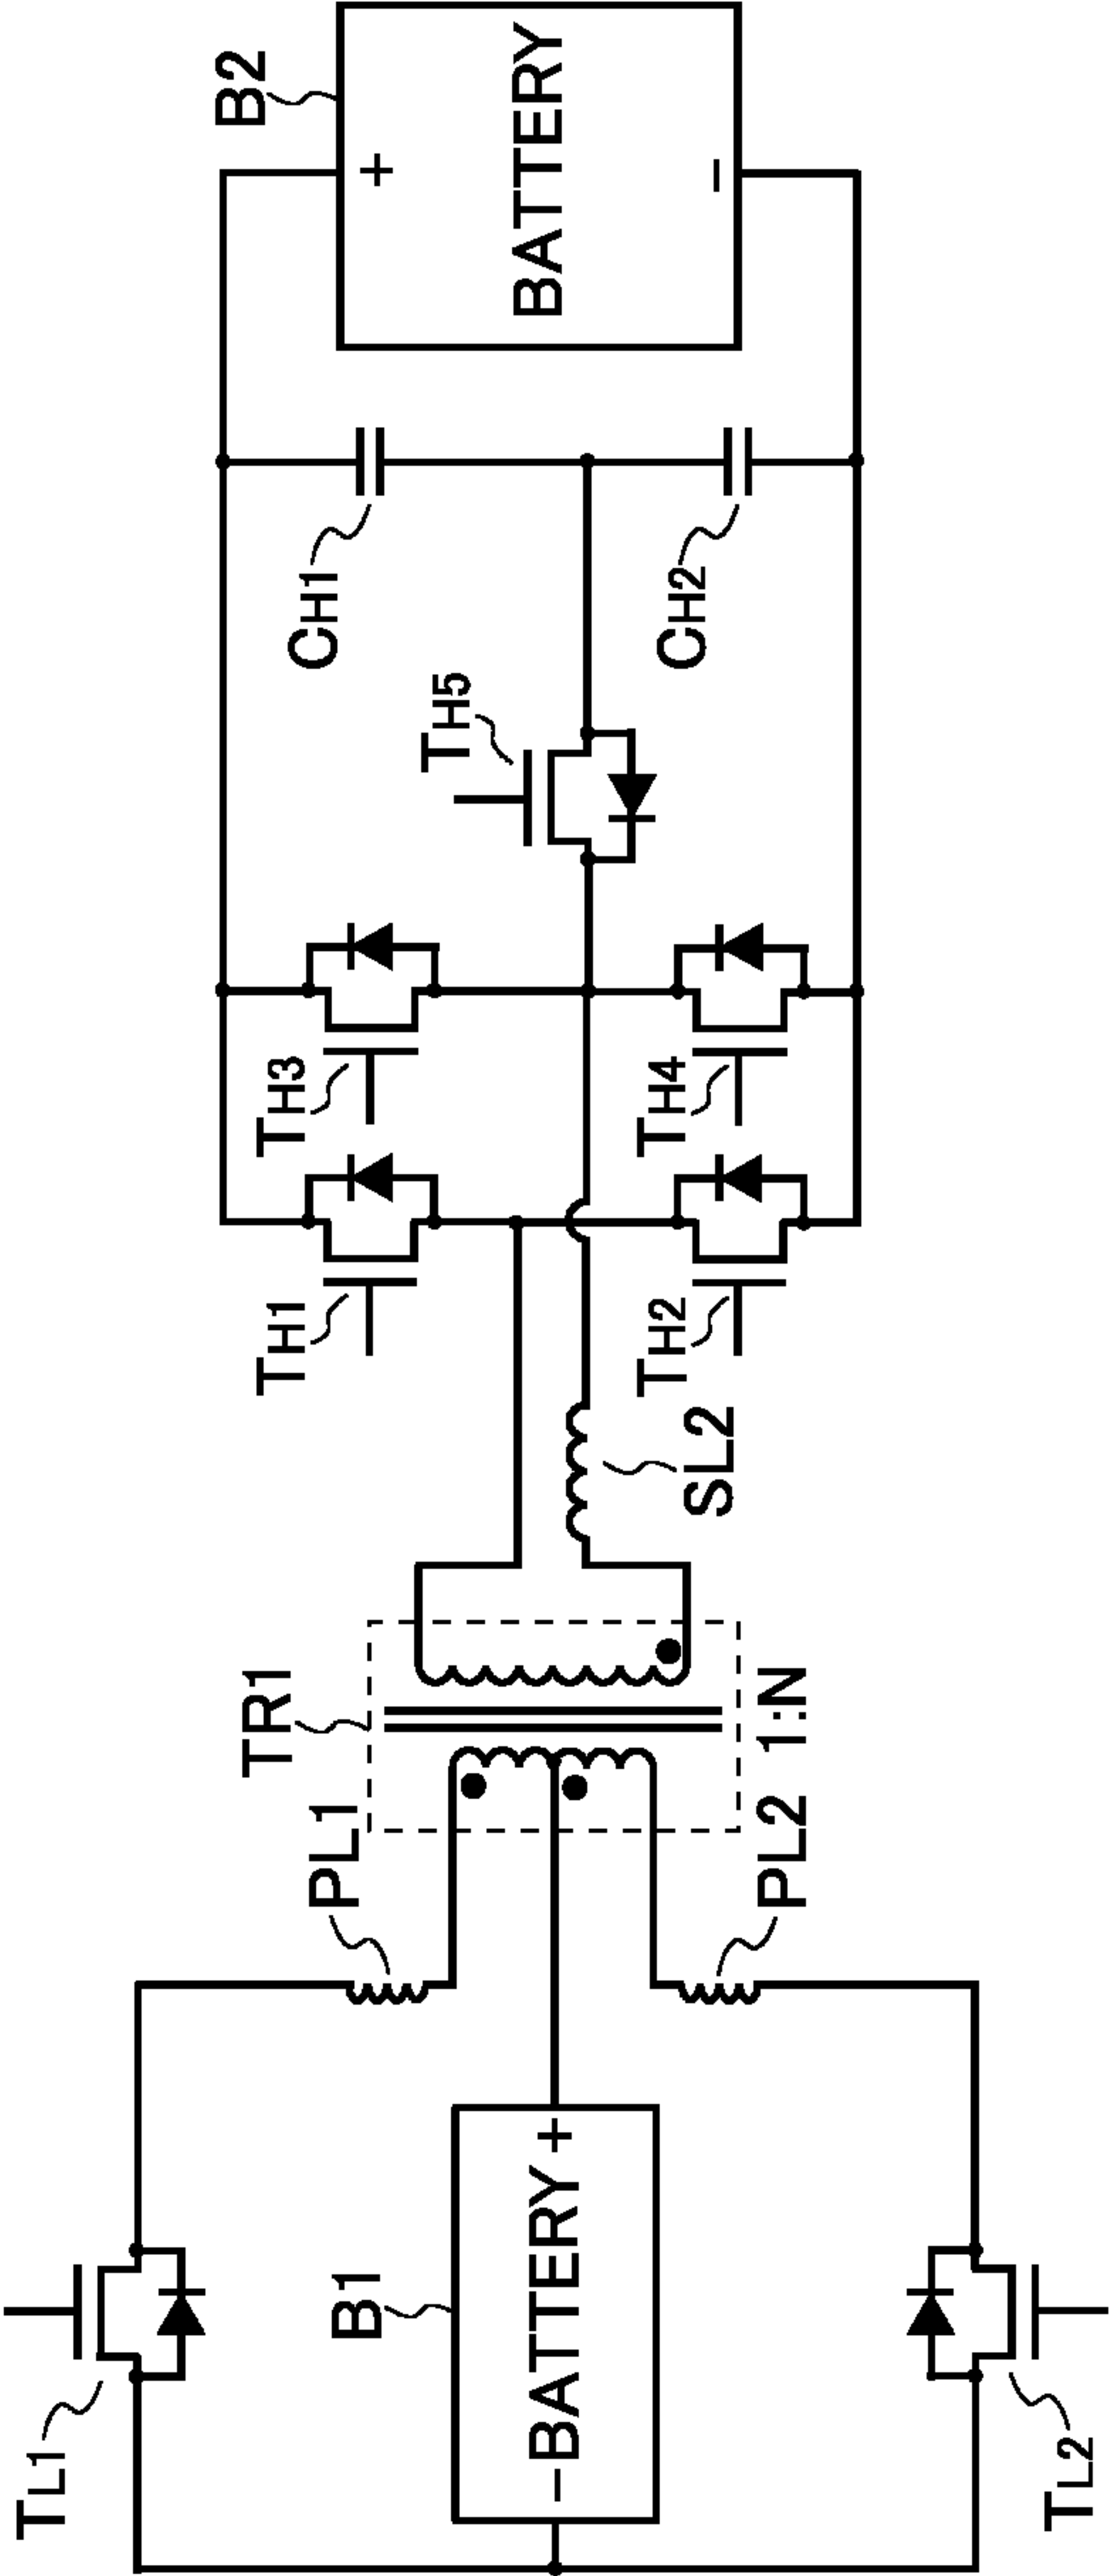 TL1
B1
− BATTERY +
TL2
PL1
PL2
TR1
1:N
SL2
TH1
TH2
TH3
TH4
TH5
CH1
CH2
B2
+
BATTERY
−